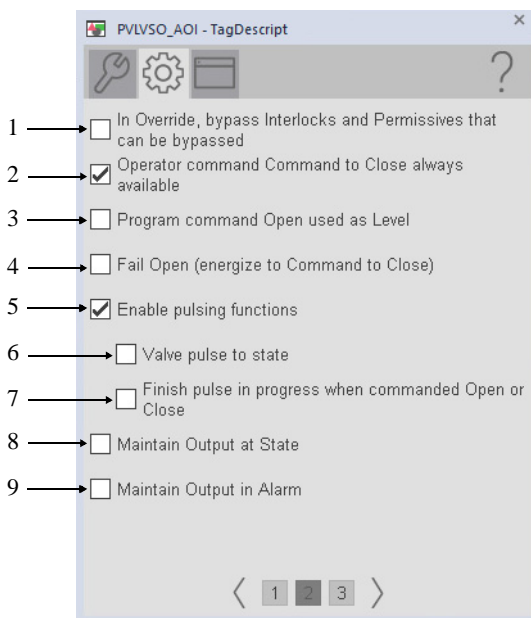 PVLVSO_AOI - TagDescript
×
?
1
In Override, bypass Interlocks and Permissives that
can be bypassed
2
Operator command Command to Close always
available
3
Program command Open used as Level
4
Fail Open (energize to Command to Close)
5
Enable pulsing functions
6
Valve pulse to state
7
Finish pulse in progress when commanded Open or
Close
8
Maintain Output at State
9
Maintain Output in Alarm
1 2 3